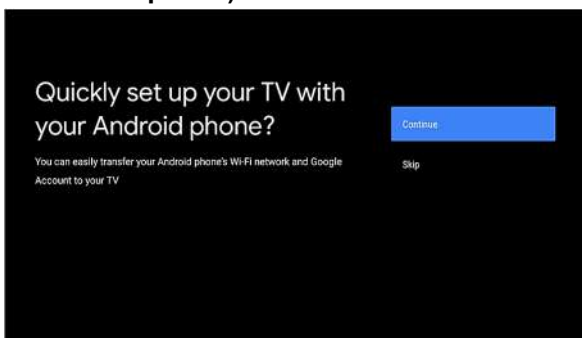 Quickly set up your TV with
your Android phone?
You can easily transfer your Android phone's Wi-Fi network and Google
Account to your TV
Continue
Skip